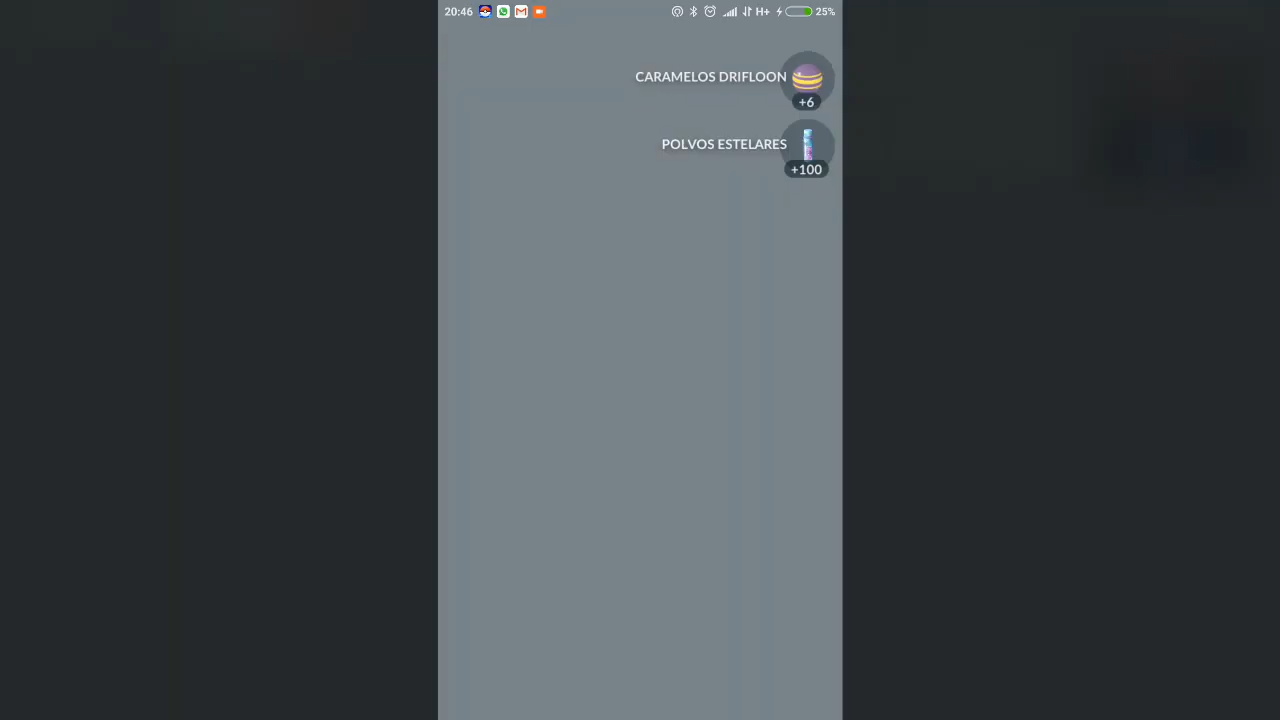 20:46 H+ 25%
CARAMELOS DRIFLOON
+6
POLVOS ESTELARES
+100